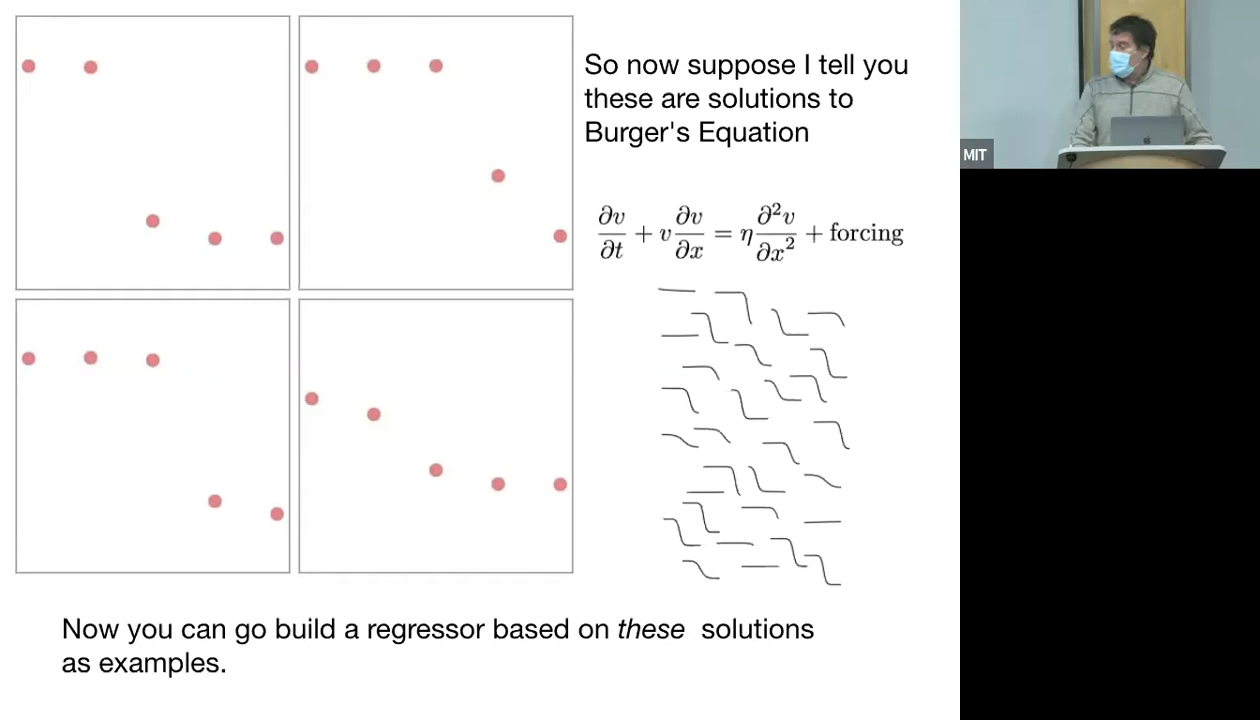 So now suppose I tell you
these are solutions to
Burger's Equation
∂v/∂t + v ∂v/∂x = η ∂²v/∂x² + forcing
Now you can go build a regressor based on these solutions
as examples.
MIT